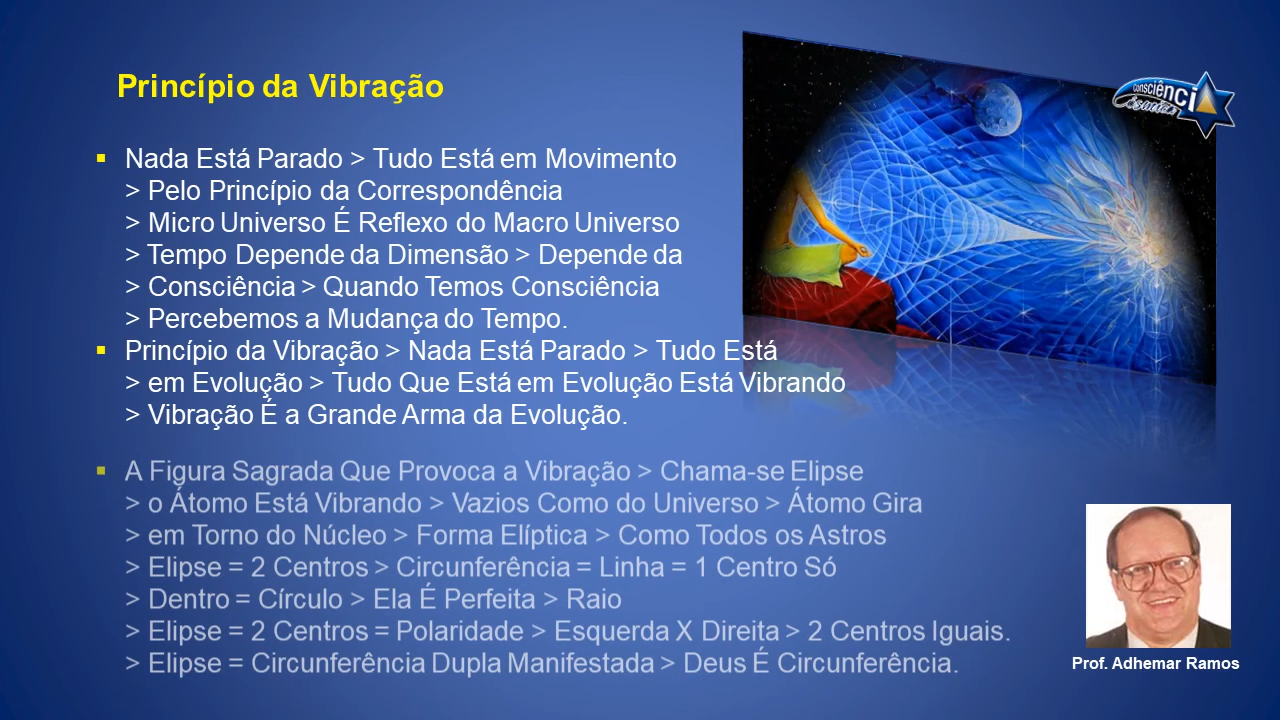 Princípio da Vibração
consciênci
Cósmica
▪ Nada Está Parado > Tudo Está em Movimento
> Pelo Princípio da Correspondência
> Micro Universo É Reflexo do Macro Universo
> Tempo Depende da Dimensão > Depende da
> Consciência > Quando Temos Consciência
> Percebemos a Mudança do Tempo.
▪ Princípio da Vibração > Nada Está Parado > Tudo Está
> em Evolução > Tudo Que Está em Evolução Está Vibrando
> Vibração É a Grande Arma da Evolução.
▪ A Figura Sagrada Que Provoca a Vibração > Chama-se Elipse
> o Átomo Está Vibrando > Vazios Como do Universo > Átomo Gira
> em Torno do Núcleo > Forma Elíptica > Como Todos os Astros
> Elipse = 2 Centros > Circunferência = Linha = 1 Centro Só
> Dentro = Círculo > Ela É Perfeita > Raio
> Elipse = 2 Centros = Polaridade > Esquerda X Direita > 2 Centros Iguais.
> Elipse = Circunferência Dupla Manifestada > Deus É Circunferência.
Prof. Adhemar Ramos